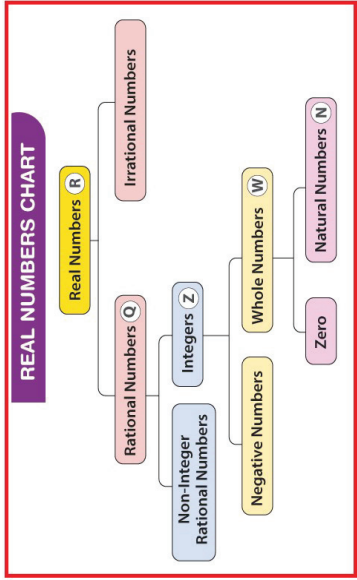 REAL NUMBERS CHART
Real Numbers R
Rational Numbers Q
Irrational Numbers
Non-Integer
Rational Numbers
Integers Z
Negative Numbers
Whole Numbers W
Zero
Natural Numbers N